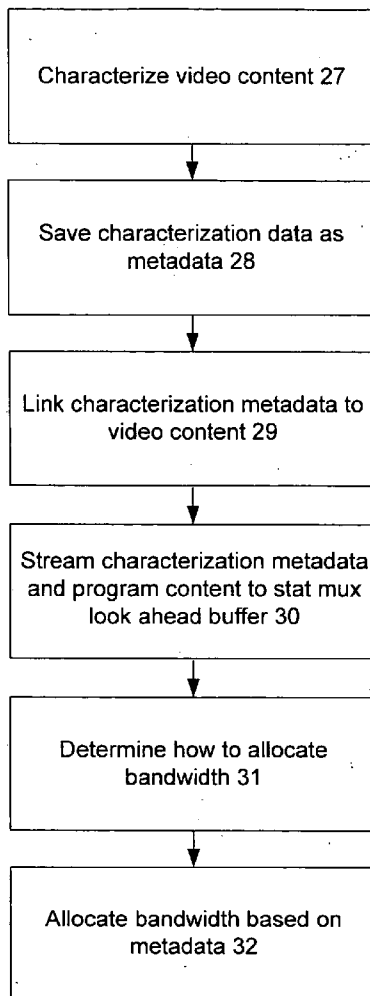 Characterize video content 27
Save characterization data as
metadata 28
Link characterization metadata to
video content 29
Stream characterization metadata
and program content to stat mux
look ahead buffer 30
Determine how to allocate
bandwidth 31
Allocate bandwidth based on
metadata 32